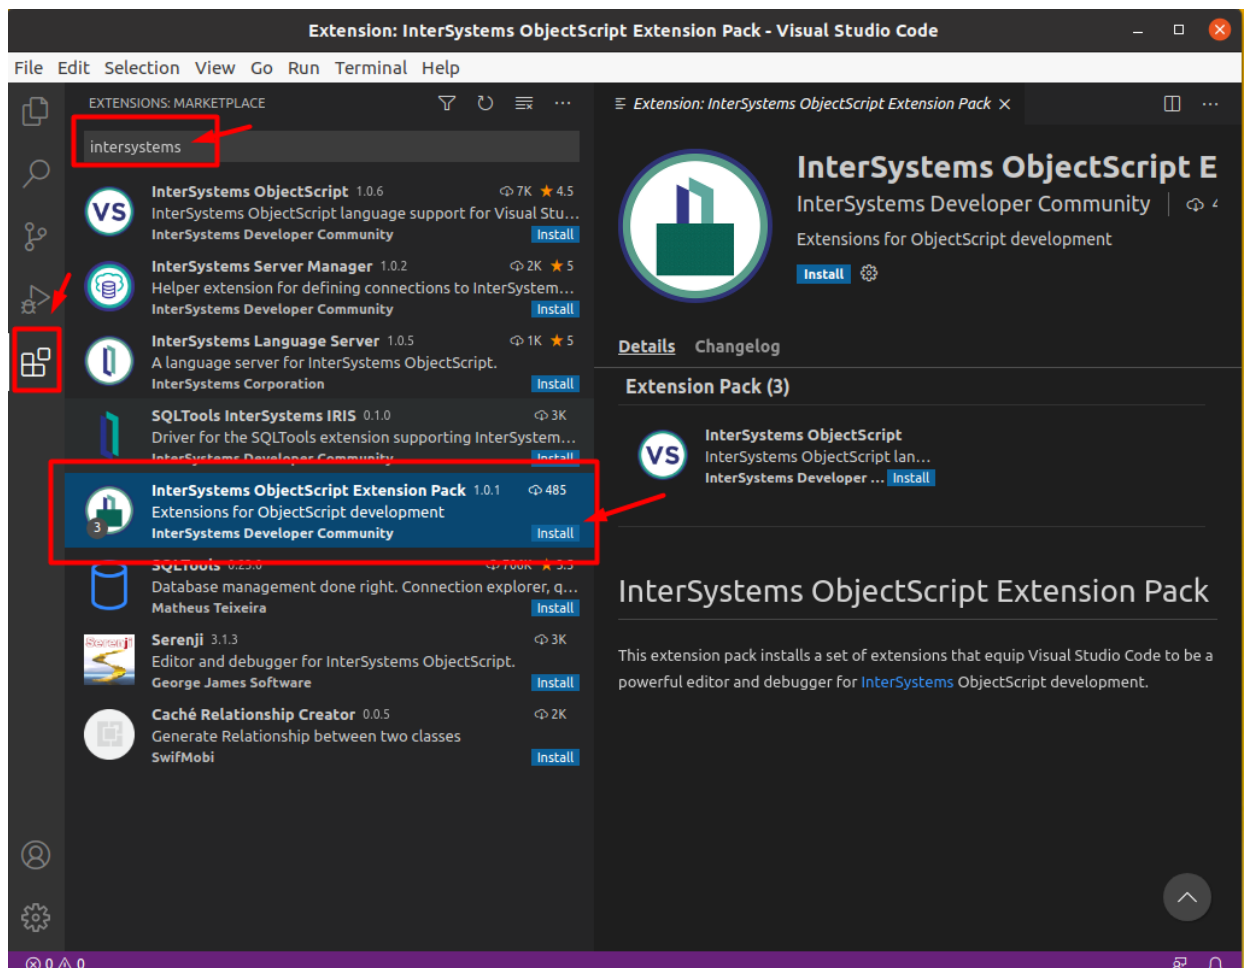 Extension: InterSystems ObjectScript Extension Pack - Visual Studio Code
File Edit Selection View Go Run Terminal Help
EXTENSIONS: MARKETPLACE
intersystems
InterSystems ObjectScript 1.0.6 7K ★ 4.5
InterSystems ObjectScript language support for Visual Stu...
InterSystems Developer Community Install
InterSystems Server Manager 1.0.2 2K ★ 5
Helper extension for defining connections to InterSystem...
InterSystems Developer Community Install
InterSystems Language Server 1.0.5 1K ★ 5
A language server for InterSystems ObjectScript.
InterSystems Corporation Install
SQLTools InterSystems IRIS 0.1.0 3K
Driver for the SQLTools extension supporting InterSystem...
InterSystems Developer Community Install
InterSystems ObjectScript Extension Pack 1.0.1 485
3
Extensions for ObjectScript development
InterSystems Developer Community Install
SQLTools
Database management done right. Connection explorer, q...
Matheus Teixeira Install
Serenji
Serenji 3.1.3 3K
Editor and debugger for InterSystems ObjectScript.
George James Software Install
Caché Relationship Creator 0.0.5 2K
Generate Relationship between two classes
SwifMobi Install
VS
Extension: InterSystems ObjectScript Extension Pack
InterSystems ObjectScript E
InterSystems Developer Community
Extensions for ObjectScript development
Install
Details Changelog
Extension Pack (3)
VS
InterSystems ObjectScript
InterSystems ObjectScript lan...
InterSystems Developer ... Install
InterSystems ObjectScript Extension Pack
This extension pack installs a set of extensions that equip Visual Studio Code to be a
powerful editor and debugger for InterSystems ObjectScript development.
0 0